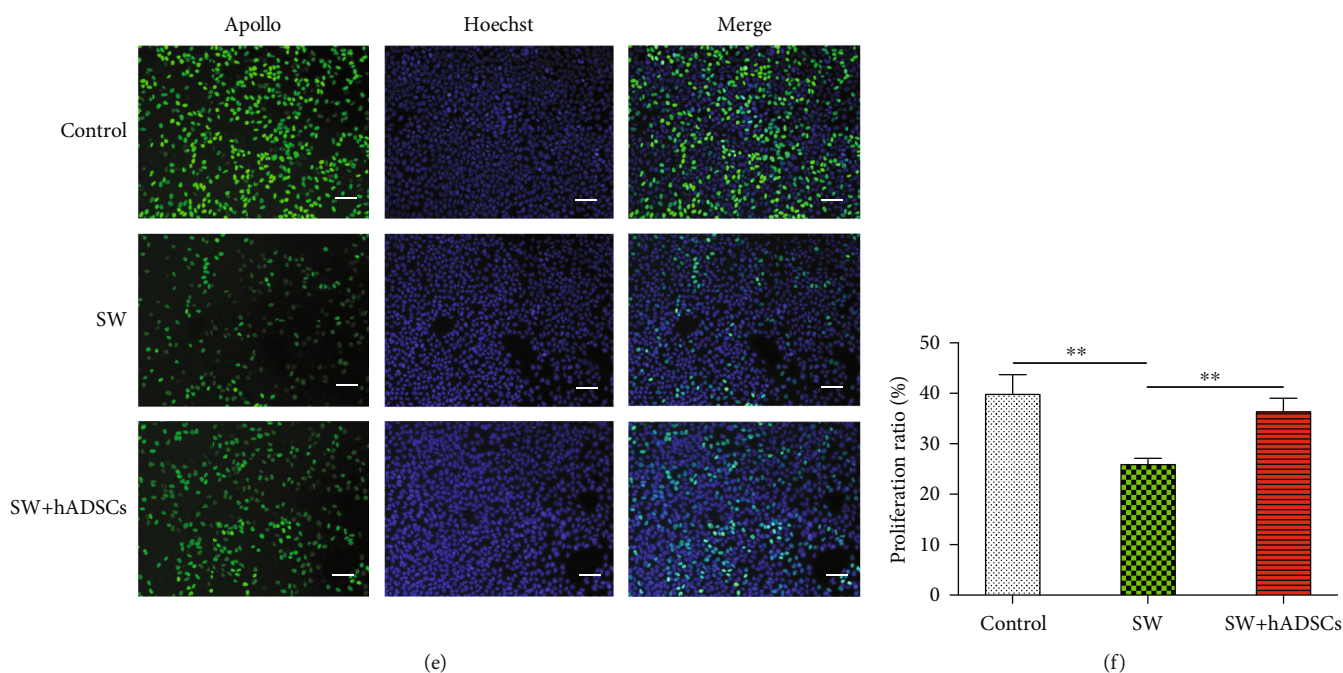 Apollo Hoechst Merge
Control
SW
SW+hADSCs
(e)
Proliferation ratio (%)
50
40
30
20
10
0
** **
Control SW SW+hADSCs
(f)